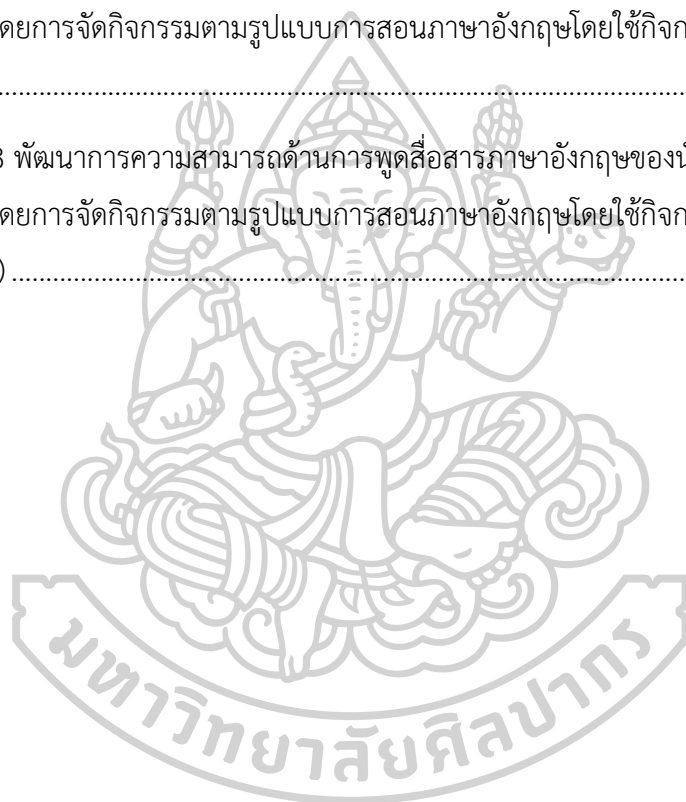 ดยการจัดกิจกรรมตามรูปแบบการสอนภาษาอังกฤษโดยใช้กิจก
................................................................................................
3 พัฒนาการความสามารถด้านการพูดสื่อสารภาษาอังกฤษของนั
ดยการจัดกิจกรรมตามรูปแบบการสอนภาษาอังกฤษโดยใช้กิจก
) ................................................................................................
มหาวิทยาลัยศิลปากร